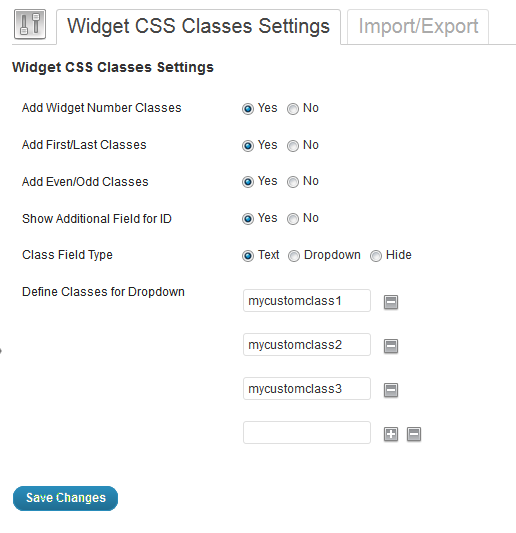 Widget CSS Classes Settings Import/Export
Widget CSS Classes Settings
Add Widget Number Classes Yes No
Add First/Last Classes Yes No
Add Even/Odd Classes Yes No
Show Additional Field for ID Yes No
Class Field Type Text Dropdown Hide
Define Classes for Dropdown mycustomclass1
mycustomclass2
mycustomclass3
Save Changes